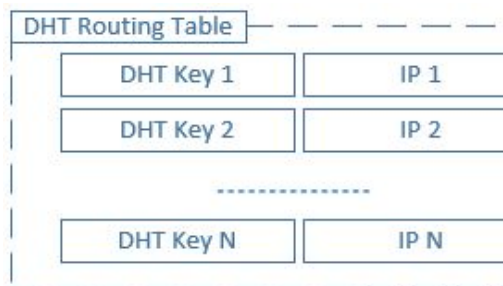 DHT Routing Table
DHT Key 1 IP 1
DHT Key 2 IP 2
DHT Key N IP N